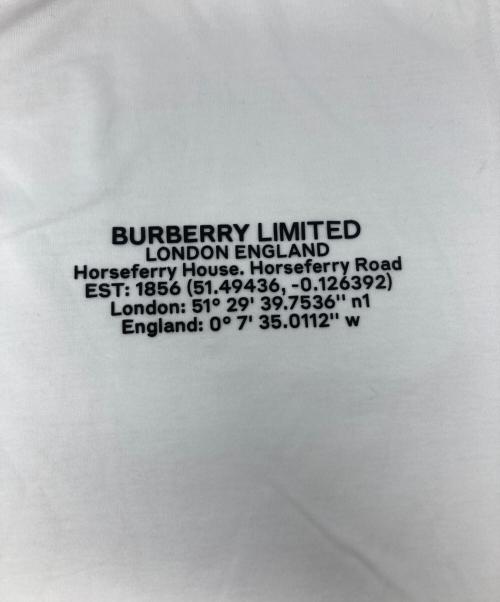 BURBERRY LIMITED
LONDON ENGLAND
Horseferry House. Horseferry Road
EST: 1856 (51.49436, -0.126392)
London: 51° 29' 39.7536'' n1
England: 0° 7' 35.0112'' w